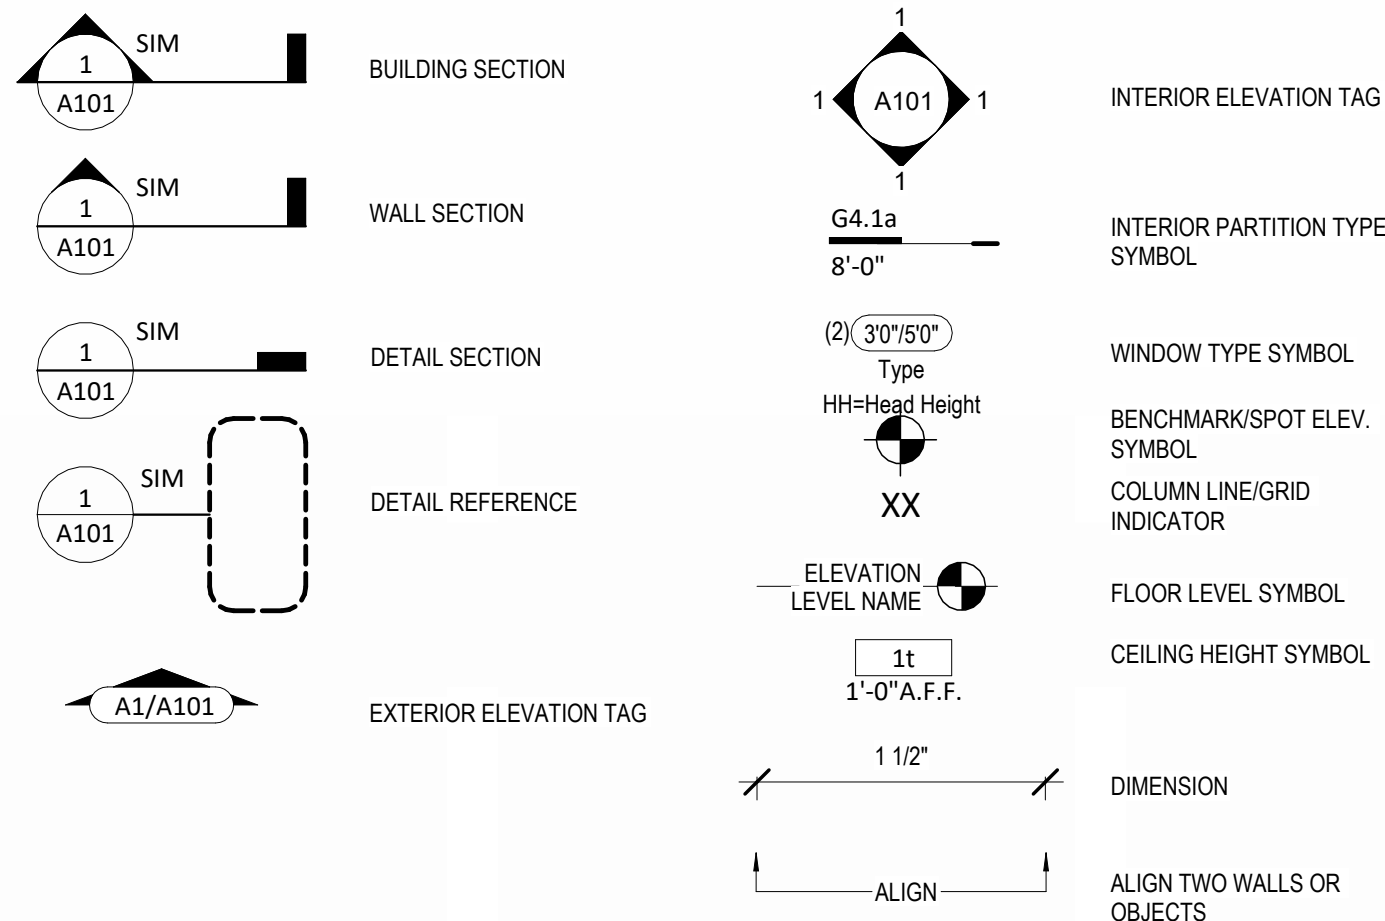 SIM
1
A101
BUILDING SECTION
SIM
1
A101
WALL SECTION
SIM
1
A101
DETAIL SECTION
SIM
1
A101
DETAIL REFERENCE
A1/A101
EXTERIOR ELEVATION TAG
1
1 A101 1
1
INTERIOR ELEVATION TAG
G4.1a
8'-0"
INTERIOR PARTITION TYPE
SYMBOL
(2) 3'0"/5'0"
Type
HH=Head Height
WINDOW TYPE SYMBOL
BENCHMARK/SPOT ELEV.
SYMBOL
XX
COLUMN LINE/GRID
INDICATOR
ELEVATION
LEVEL NAME
FLOOR LEVEL SYMBOL
1t
1'-0"A.F.F.
CEILING HEIGHT SYMBOL
1 1/2"
DIMENSION
ALIGN
ALIGN TWO WALLS OR
OBJECTS